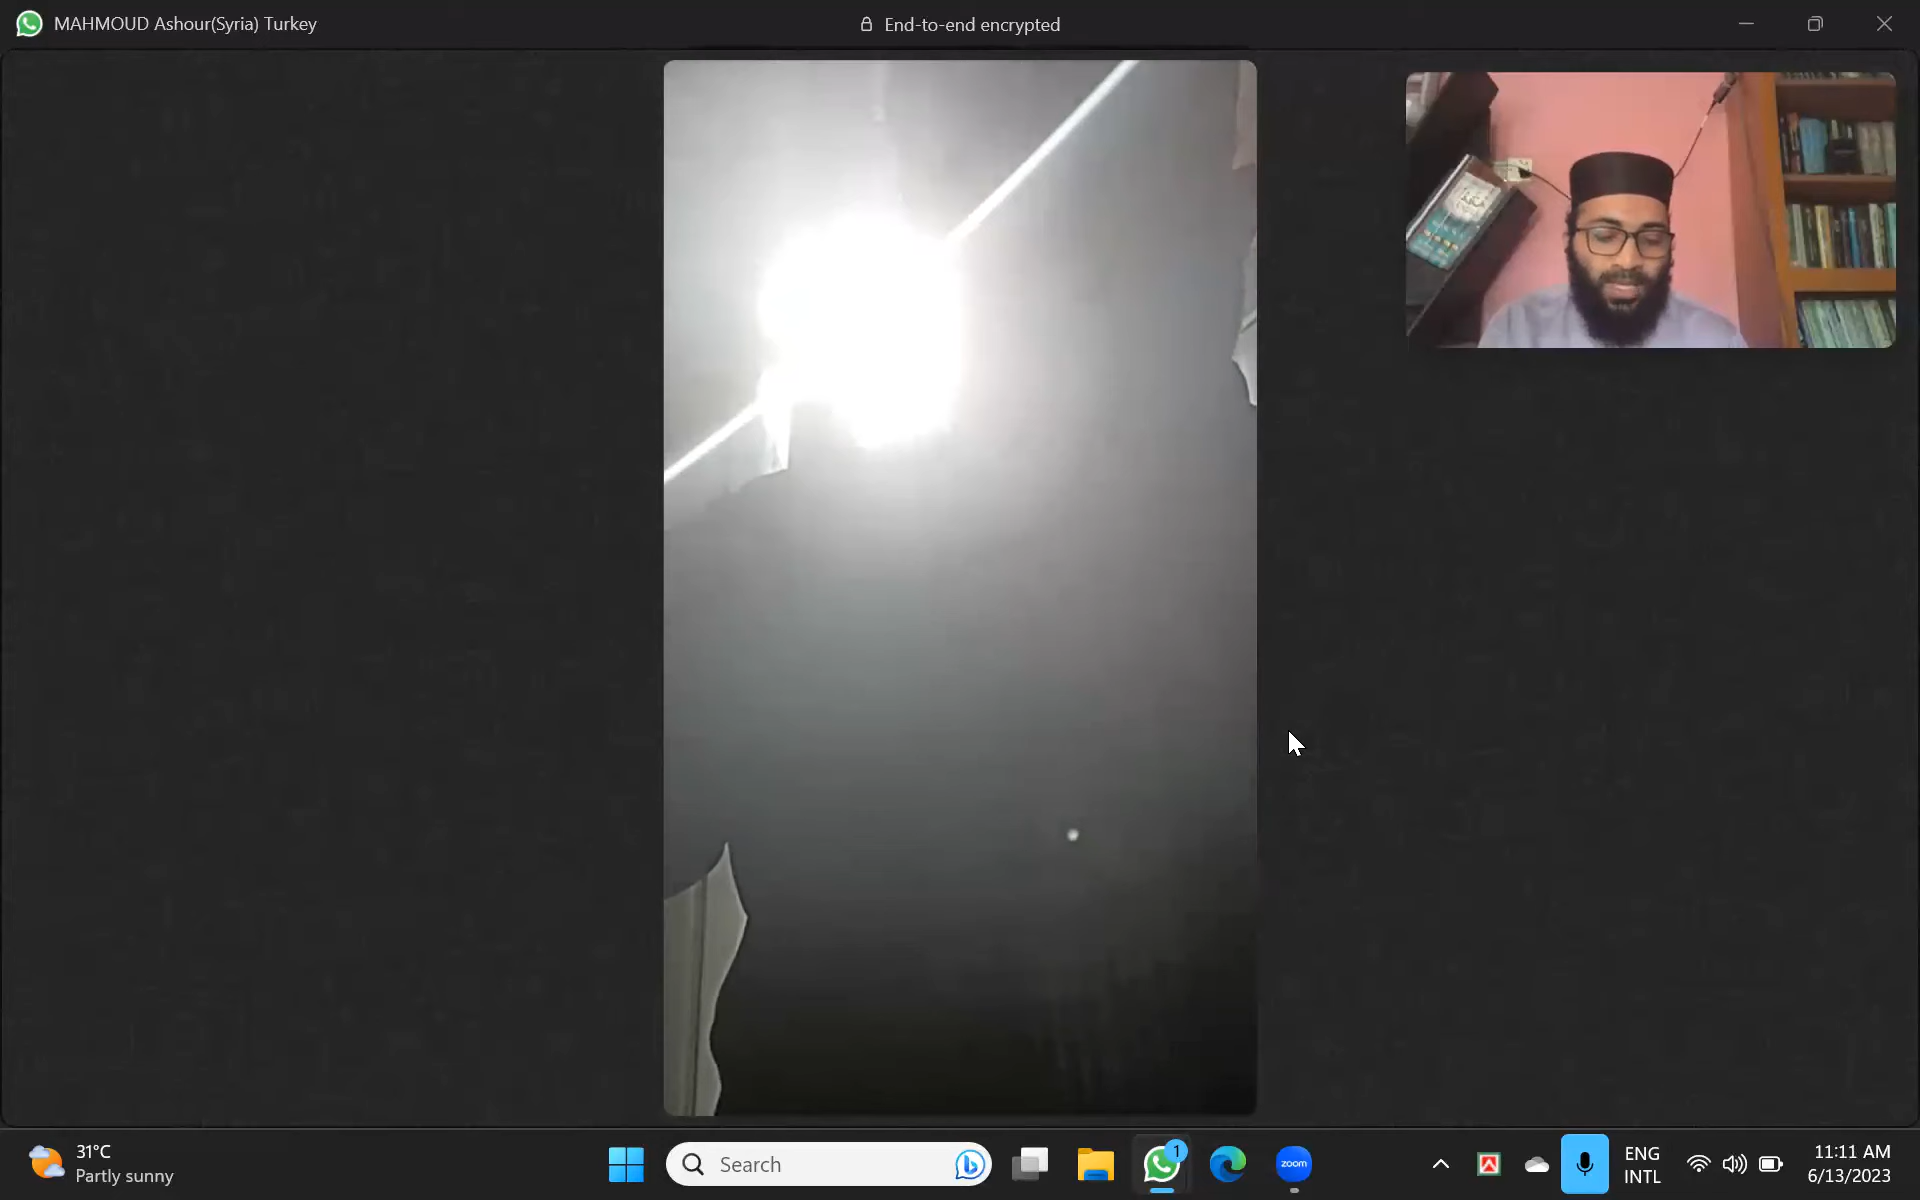 MAHMOUD Ashour(Syria) Turkey
End-to-end encrypted
31°C
Partly sunny
Search
1
zoom
ENG
INTL
11:11 AM
6/13/2023